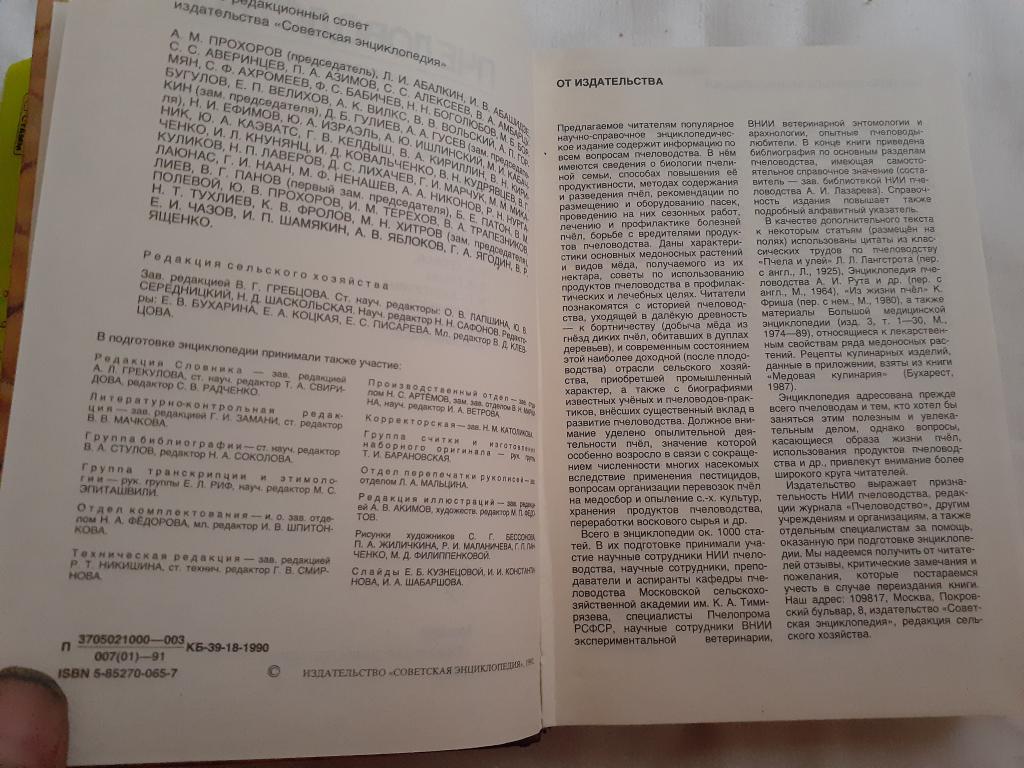 редакционный совет
издательства «Советская энциклопедия»
А. М. ПРОХОРОВ (председатель), Л. И. АБАЛКИН, И. В. АБАШИДЗЕ,
С. С. АВЕРИНЦЕВ, П. А. АЗИМОВ, С. С. АЛЕКСЕЕВ, В. А. АМБАРЦУ-
МЯН, С. Ф. АХРОМЕЕВ, Ф. С. БАБИЧЕВ, Н. Н. БОГОЛЮБОВ, М. Б.
БУГУЛОВ, Е. П. ВЕЛИХОВ, А. К. ВИЛКС, В. В. ВОЛЬСКИЙ, А. П. ГОР-
КИН (зам. председателя), Д. Б. ГУЛИЕВ, А. А. ГУСЕВ (зам. председате-
ля), Н. И. ЕФИМОВ, Ю. А. ИЗРАЭЛЬ, А. Ю. ИШЛИНСКИЙ, М. И. КАБАЧ-
НИК, Ю. А. КАЭВАТС, Г. В. КЕЛДЫШ, В. А. КИРИЛЛИН,
ЧЕНКО, И. Л. КНУНЯНЦ, И. Д. КОВАЛЬЧЕНКО, В. Н. КУДРЯВЦЕВ,
КУЛИКОВ, Н. П. ЛАВЕРОВ, Д. С. ЛИХАЧЕВ, Г. И. МАРЧУК, М. М.
ЛАЮНАС, Г. И. НААН, М. Ф. НЕНАШЕВ, А. А. НИКОНОВ, Р. Н. НУРГА-
ЛИЕВ, В. Г. ПАНОВ (первый зам. председателя), Б. Е. ПАТОН, В. М.
ПОЛЕВОЙ, Ю. В. ПРОХОРОВ, И. М. ТЕРЕХОВ, В. А. ТРАПЕЗНИКОВ,
Н. Т. ТУХЛИЕВ, К. В. ФРОЛОВ, М. Н. ХИТРОВ (зам. председателя),
Е. И. ЧАЗОВ, И. П. ШАМЯКИН, А. В. ЯБЛОКОВ, Г. А. ЯГОДИН, В. Р.
ЯЩЕНКО.
Редакция сельского хозяйства
Зав. редакцией В. Г. ГРЕБЦОВА. Ст. науч. редакторы: О. В. ЛАПШИНА, Ю. В.
СЕРЕДНИЦКИЙ, Н. Д. ШАСКОЛЬСКАЯ. Науч. редактор Н. Н. САФОНОВ. Редакто-
ры: Е. В. БУХАРИНА, Е. А. КОЦКАЯ, Е. С. ПИСАРЕВА. Мл. редактор В. Д. КЛЕВ-
ЦОВА.
В подготовке энциклопедии принимали также участие:
Редакция Словника – зав. редакцией
А. Л. ГРЕКУЛОВА, ст. науч. редактор Т. А. СВИРИ-
ДОВА, редактор С. В. РАДЧЕНКО.
Литературно-контрольная редак-
ция – зав. редакцией Г. И. ЗАМАНИ, ст. редактор
В. В. МАЧКОВА.
Группа библиографии – ст. науч. редактор
В. А. СТУЛОВ, редактор Н. А. СОКОЛОВА.
Группа транскрипции и этимоло-
гии – рук. группы Е. Л. РИФ, науч. редактор М. С.
ЭПИТАШВИЛИ.
Отдел комплектования – и. о. зав. отде-
лом Н. А. ФЁДОРОВА, мл. редактор И. В. ШПИТОН-
КОВА.
Техническая редакция – зав. редакцией
Р. Т. НИКИШИНА, ст. технич. редактор Г. В. СМИР-
НОВА.
Производственный отдел – зав. отде-
лом Н. С. АРТЁМОВ, зам. зав. отделом В. Н.
НА, науч. редактор И. А. ВЕТРОВА.
Корректорская – зав. Н. М. КАТОЛИКОВА.
Группа считки и изготовления
наборного оригинала – рук. группы
Т. И. БАРАНОВСКАЯ.
Отдел перепечатки рукописей – зав.
отделом Л. А. МАЛЬЦИНА.
Редакция иллюстраций – зав. редакци-
ей А. В. АКИМОВ, художеств. редактор М. П. ФЕДО-
ТОВ.
Рисунки художников С. Г. БЕССОНОВА,
П. А. ЖИЛИЧКИНА, Р. И. МАЛАНИЧЕВА, Г. Л.
ЧЕНКО, М. Д. ФИЛИППЕНКОВОЙ.
Слайды Е. Б. КУЗНЕЦОВОЙ, И. И. КОНСТАНТИ-
НОВА, И. А. ШАБАРШОВА.
П 3705021000—003 КБ-39-18-1990
007(01)—91
ISBN 5-85270-065-7
© ИЗДАТЕЛЬСТВО «СОВЕТСКАЯ ЭНЦИКЛОПЕДИЯ»,
ОТ ИЗДАТЕЛЬСТВА
Предлагаемое читателям популярное
научно-справочное энциклопедичес-
кое издание содержит информацию по
всем вопросам пчеловодства. В нём
имеются сведения о биологии пчели-
ной семьи, способах повышения её
продуктивности, методах содержания
и разведения пчёл, рекомендации по
размещению и оборудованию пасек,
проведению на них сезонных работ,
лечению и профилактике болезней
пчёл, борьбе с вредителями продук-
тов пчеловодства. Даны характери-
стики основных медоносных растений
и видов мёда, получаемого из их
нектара, советы по использованию
продуктов пчеловодства в профилак-
тических и лечебных целях. Читатели
познакомятся с историей пчеловод-
ства, уходящей в далёкую древность
— к бортничеству (добыча мёда из
гнёзд диких пчёл, обитавших в дуплах
деревьев), и современным состоянием
этой наиболее доходной (после плодо-
водства) отрасли сельского хозяй-
ства, приобретшей промышленный
характер, а также с биографиями
известных учёных и пчеловодов-прак-
тиков, внёсших существенный вклад в
развитие пчеловодства. Должное вни-
мание уделено опылительной дея-
тельности пчёл, значение которой
особенно возросло в связи с сокраще-
нием численности многих насекомых
вследствие применения пестицидов,
вопросам организации перевозок пчёл
на медосбор и опыление с.-х. культур,
хранения продуктов пчеловодства,
переработки воскового сырья и др.
Всего в энциклопедии ок. 1000 ста-
тей. В их подготовке принимали уча-
стие научные сотрудники НИИ пчело-
водства, научные сотрудники, препо-
даватели и аспиранты кафедры пче-
ловодства Московской сельскохо-
зяйственной академии им. К. А. Тими-
рязева, специалисты Пчелопрома
РСФСР, научные сотрудники ВНИИ
экспериментальной ветеринарии,
ВНИИ ветеринарной энтомологии и
арахнологии, опытные пчеловоды-
любители. В конце книги приведена
библиография по основным разделам
пчеловодства, имеющая самостоя-
тельное справочное значение (соста-
витель – зав. библиотекой НИИ пче-
ловодства А. И. Лазарева). Справоч-
ность издания повышает также
подробный алфавитный указатель.
В качестве дополнительного текста
к некоторым статьям (размещён на
полях) использованы цитаты из клас-
сических трудов по пчеловодству
«Пчела и улей» Л. Л. Лангстрота (пер.
с англ., Л., 1925), Энциклопедия пче-
ловодства А. И. Рута и др. (пер. с
англ., М., 1964), «Из жизни пчёл» К.
Фриша (пер. с нем., М., 1980), а также
материалы Большой медицинской
энциклопедии (изд. 3, т. 1—30, М.,
1974—89), относящиеся к лекарствен-
ным свойствам ряда медоносных рас-
тений. Рецепты кулинарных изделий,
данные в приложении, взяты из книги
«Медовая кулинария» (Бухарест,
1987).
Энциклопедия адресована прежде
всего пчеловодам и тем, кто хотел бы
заняться этим полезным и увлека-
тельным делом, однако вопросы,
касающиеся образа жизни пчёл,
использования продуктов пчеловодст-
ва и др., привлекут внимание более
широкого круга читателей.
Издательство выражает призна-
тельность НИИ пчеловодства, редак-
ции журнала «Пчеловодство», другим
учреждениям и организациям, а также
отдельным специалистам за помощь,
оказанную при подготовке энциклопе-
дии. Мы надеемся получить от читате-
лей отзывы, критические замечания и
пожелания, которые постараемся
учесть в случае переиздания книги.
Наш адрес: 109817, Москва, Покров-
ский бульвар, 8, издательство «Совет-
ская энциклопедия», редакция сель-
ского хозяйства.